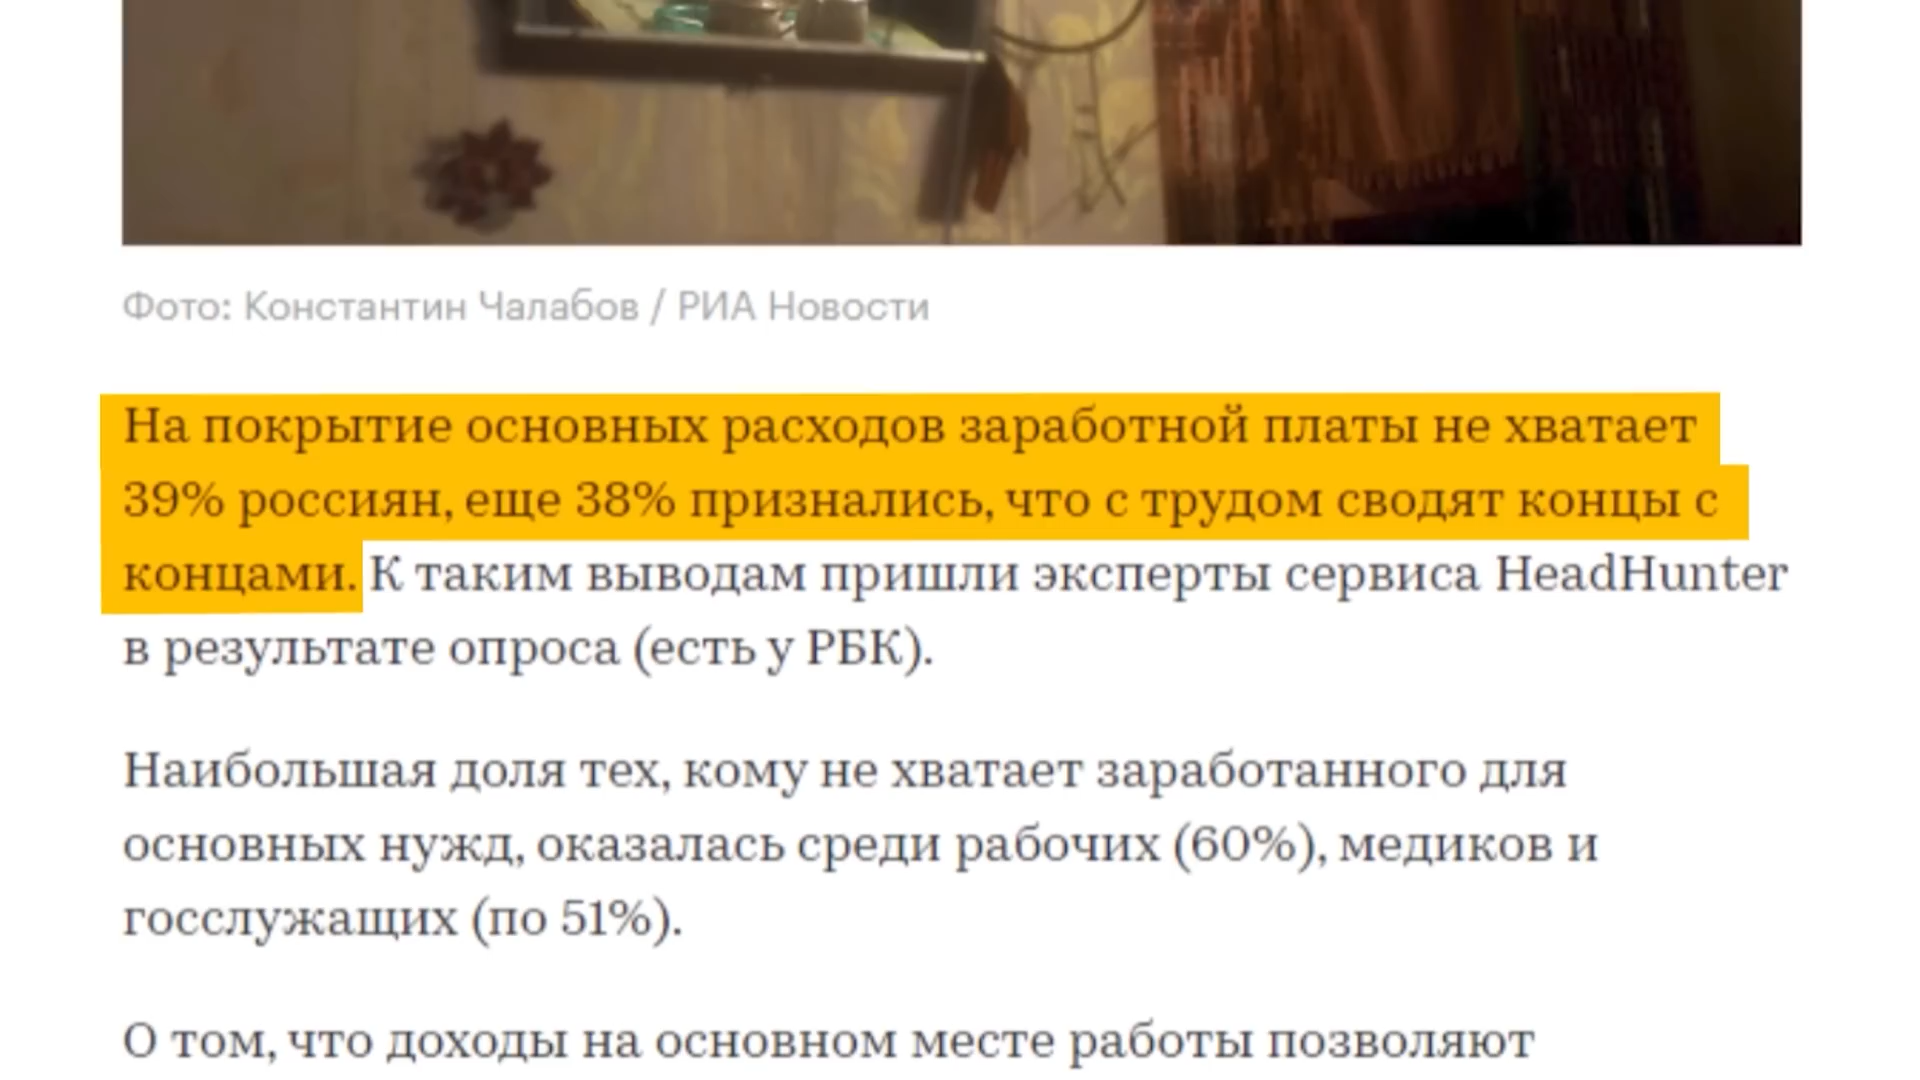 Фото: Константин Чалабов / РИА Новости
На покрытие основных расходов заработной платы не хватает
39% россиян, еще 38% признались, что с трудом сводят концы с
концами. К таким выводам пришли эксперты сервиса HeadHunter
в результате опроса (есть у РБК).
Наибольшая доля тех, кому не хватает заработанного для
основных нужд, оказалась среди рабочих (60%), медиков и
госслужащих (по 51%).
О том, что доходы на основном месте работы позволяют